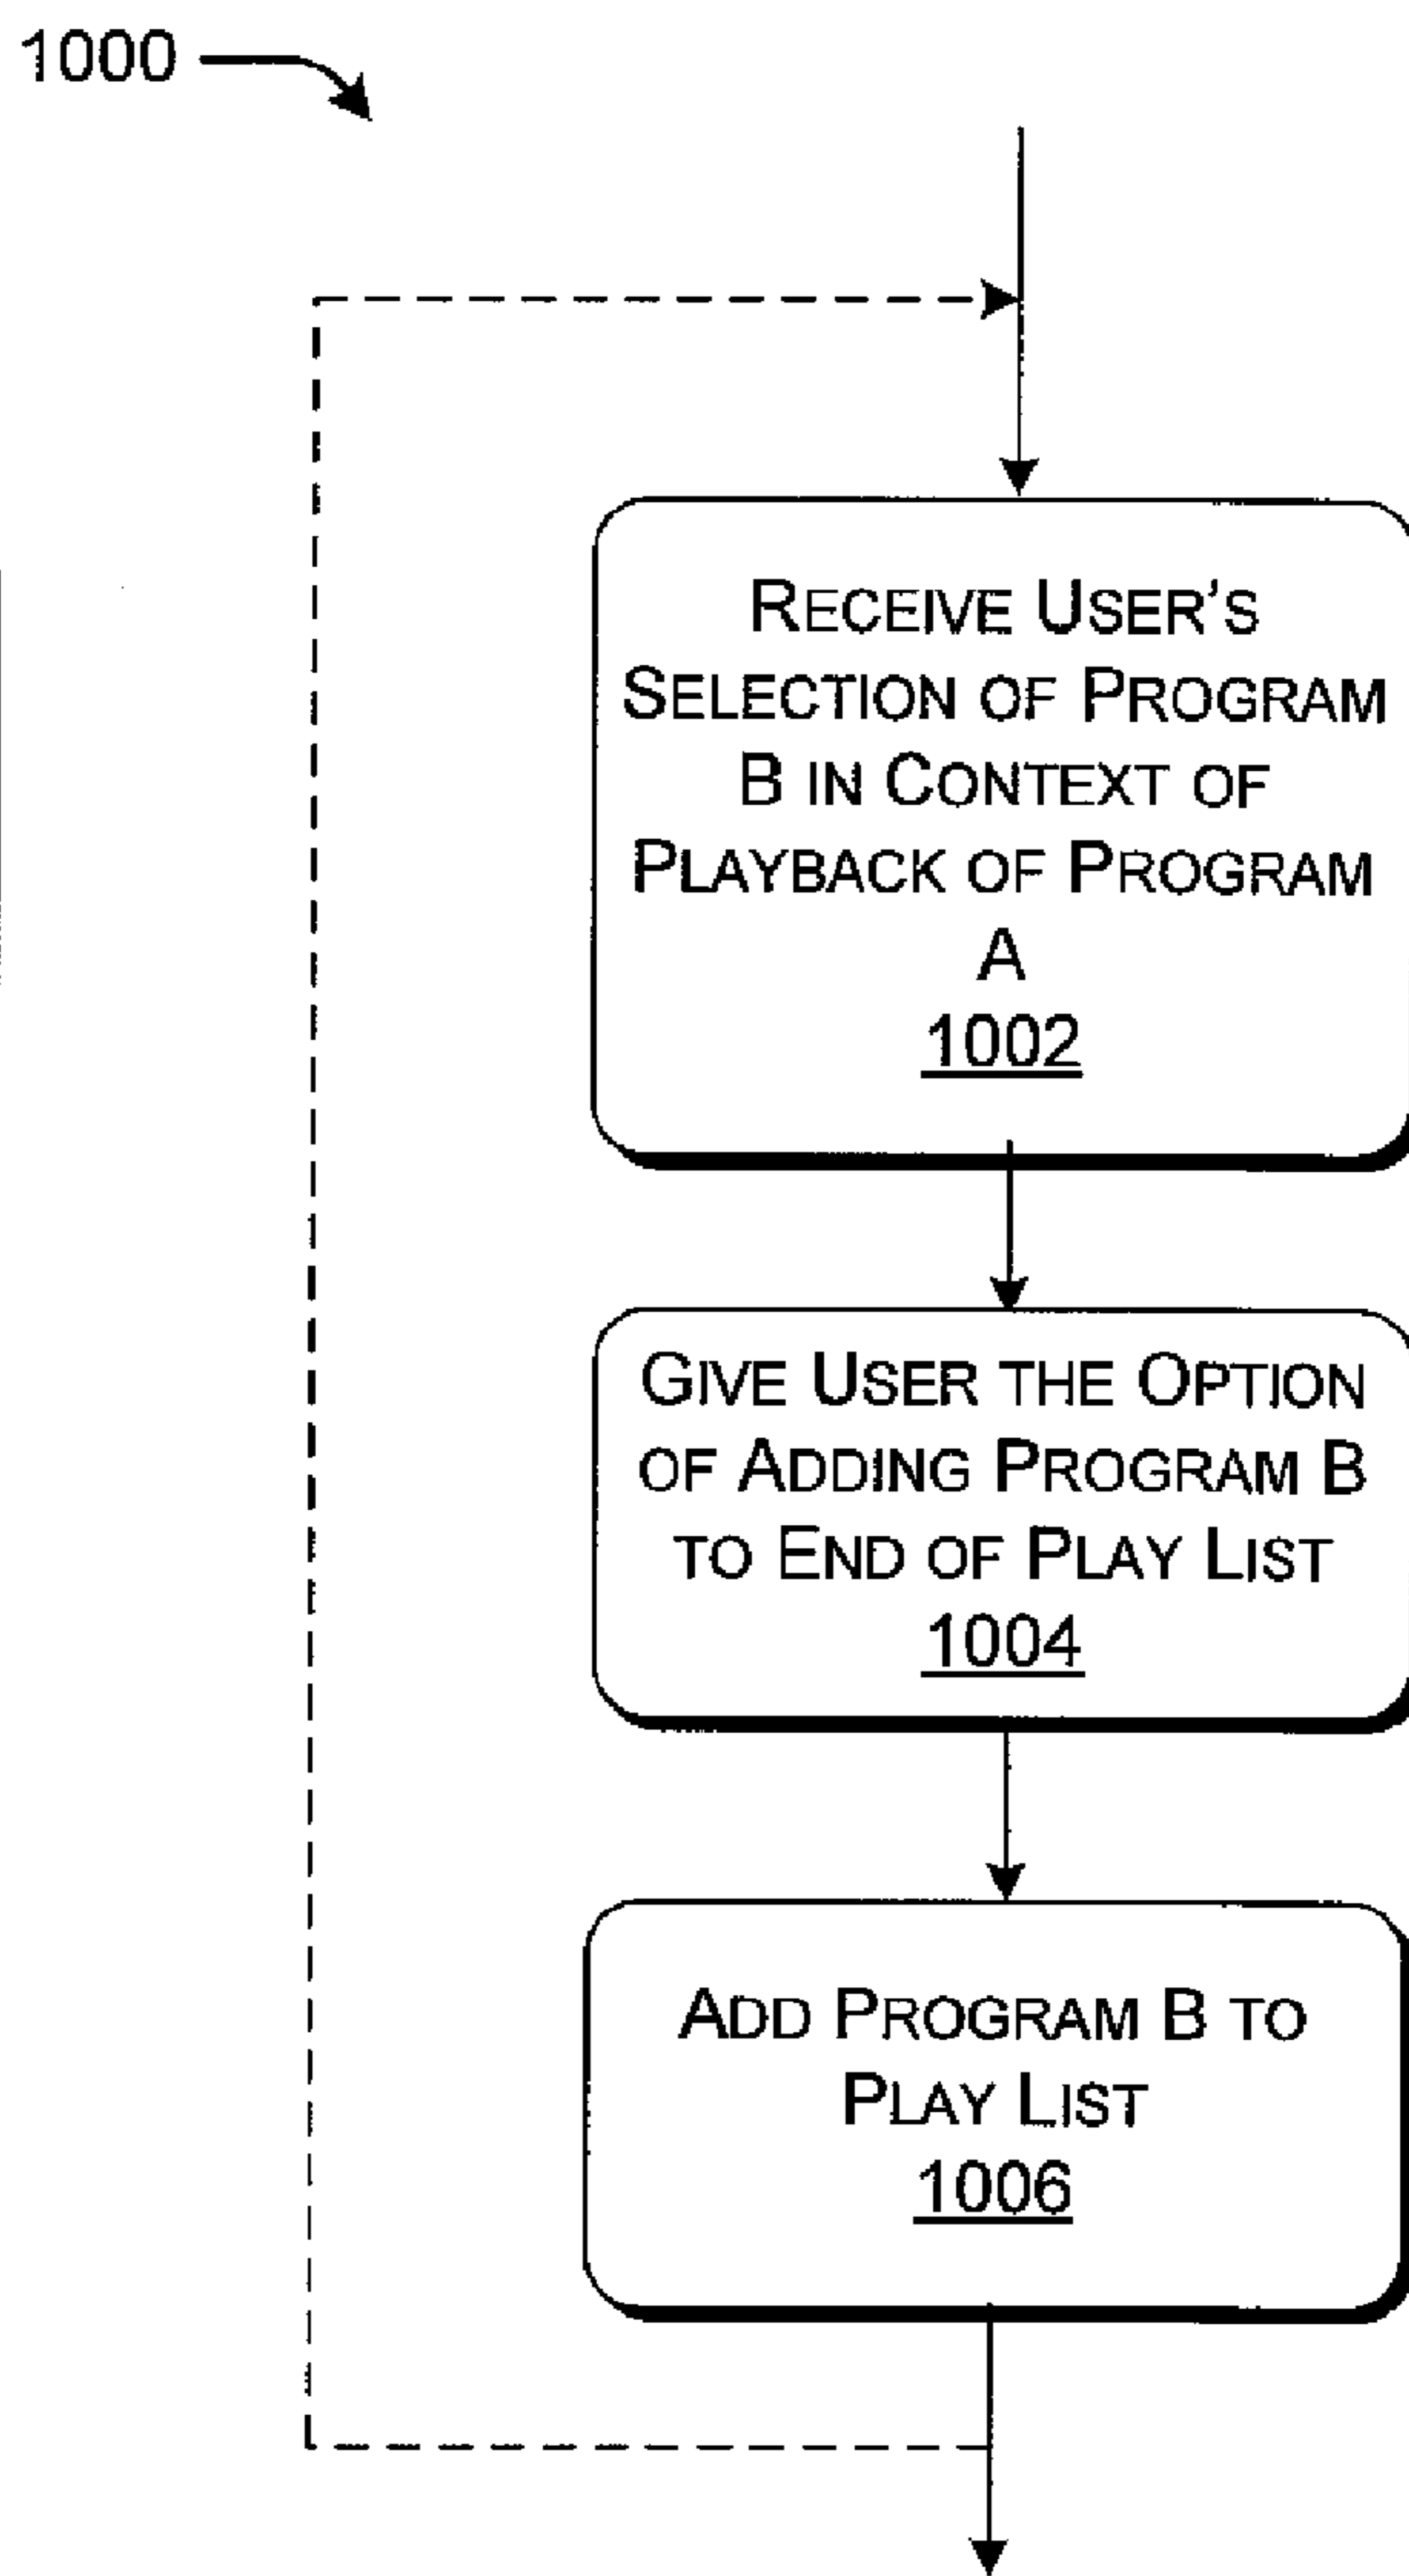 1000
RECEIVE USER'S
SELECTION OF PROGRAM
B IN CONTEXT OF
PLAYBACK OF PROGRAM
A
1002
GIVE USER THE OPTION
OF ADDING PROGRAM B
TO END OF PLAY LIST
1004
ADD PROGRAM B TO
PLAY LIST
1006